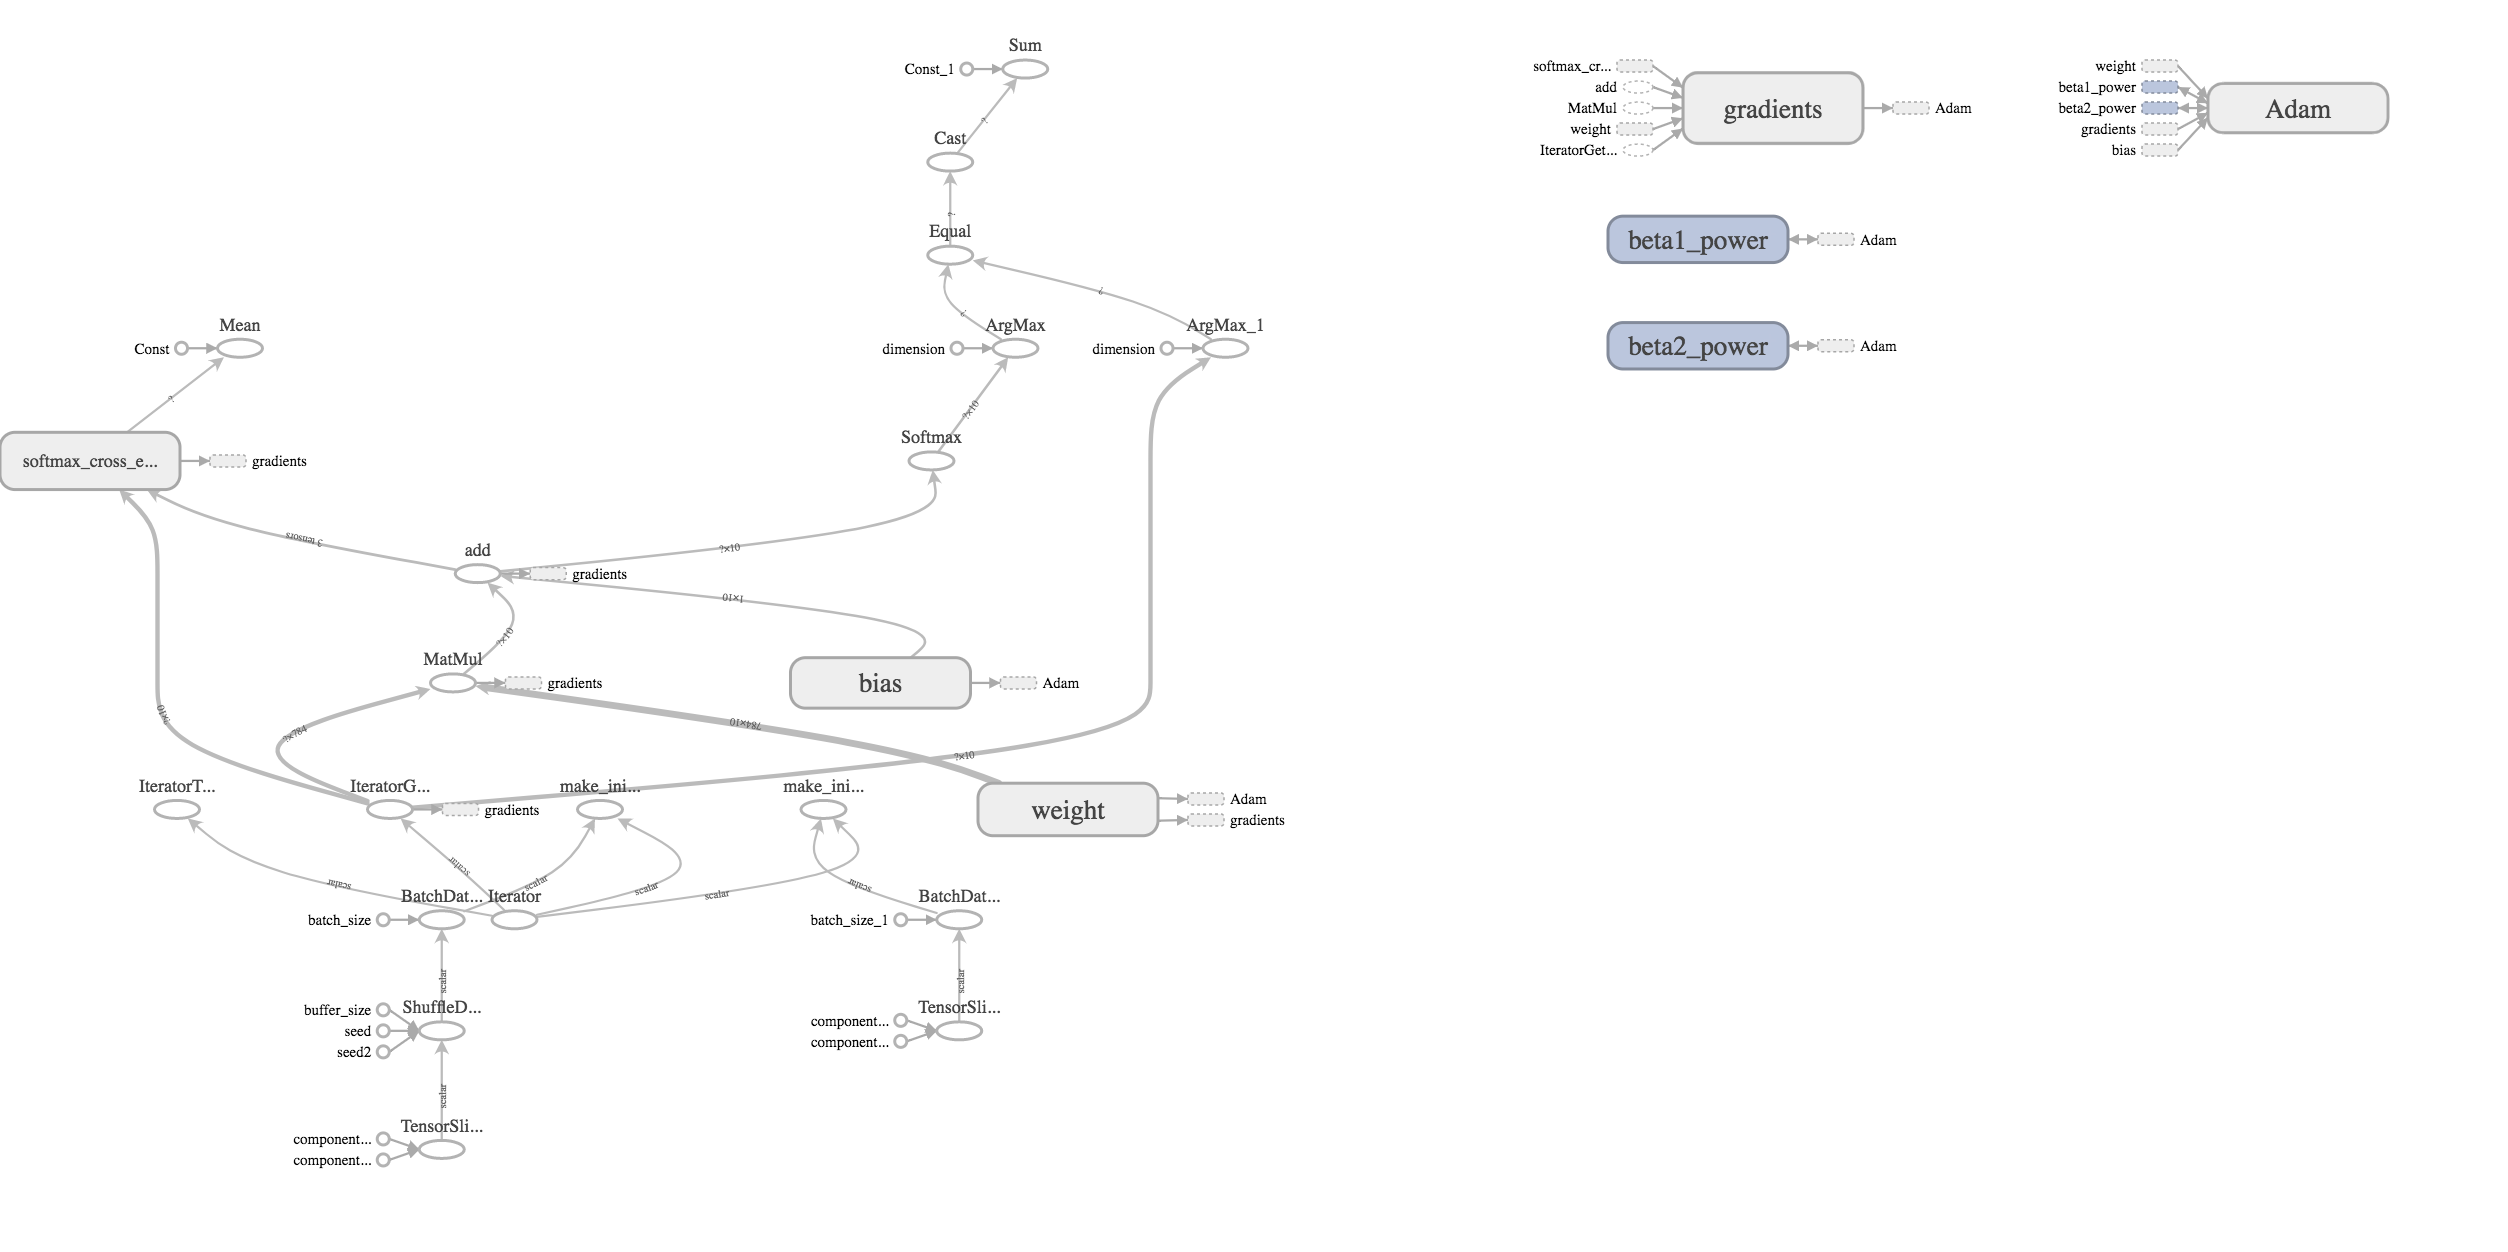 Sum
Const_1
?
Cast
?
Equal
?
?
Mean
Const
ArgMax
dimension
ArgMax_1
dimension
?
?×10
softmax_cross_e...
gradients
Softmax
3 tensors
?×10
add
gradients
1×10
?×10
MatMul
gradients
bias
Adam
?×10
?×784
784×10
?×10
IteratorT...
IteratorG...
gradients
make_ini...
make_ini...
weight
Adam
gradients
scalar
scalar
scalar
scalar
scalar
scalar
BatchDat...
batch_size
Iterator
BatchDat...
batch_size_1
scalar
scalar
ShuffleD...
buffer_size
seed
seed2
TensorSli...
component...
component...
scalar
TensorSli...
component...
component...
softmax_cr...
add
MatMul
weight
IteratorGet...
gradients
Adam
weight
beta1_power
beta2_power
gradients
bias
Adam
beta1_power
Adam
beta2_power
Adam